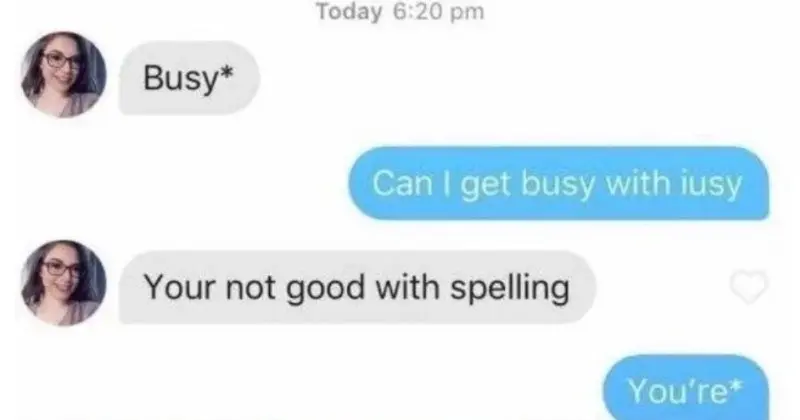 Today 6:20 pm
Busy*
Can I get busy with iusy
Your not good with spelling
You're*